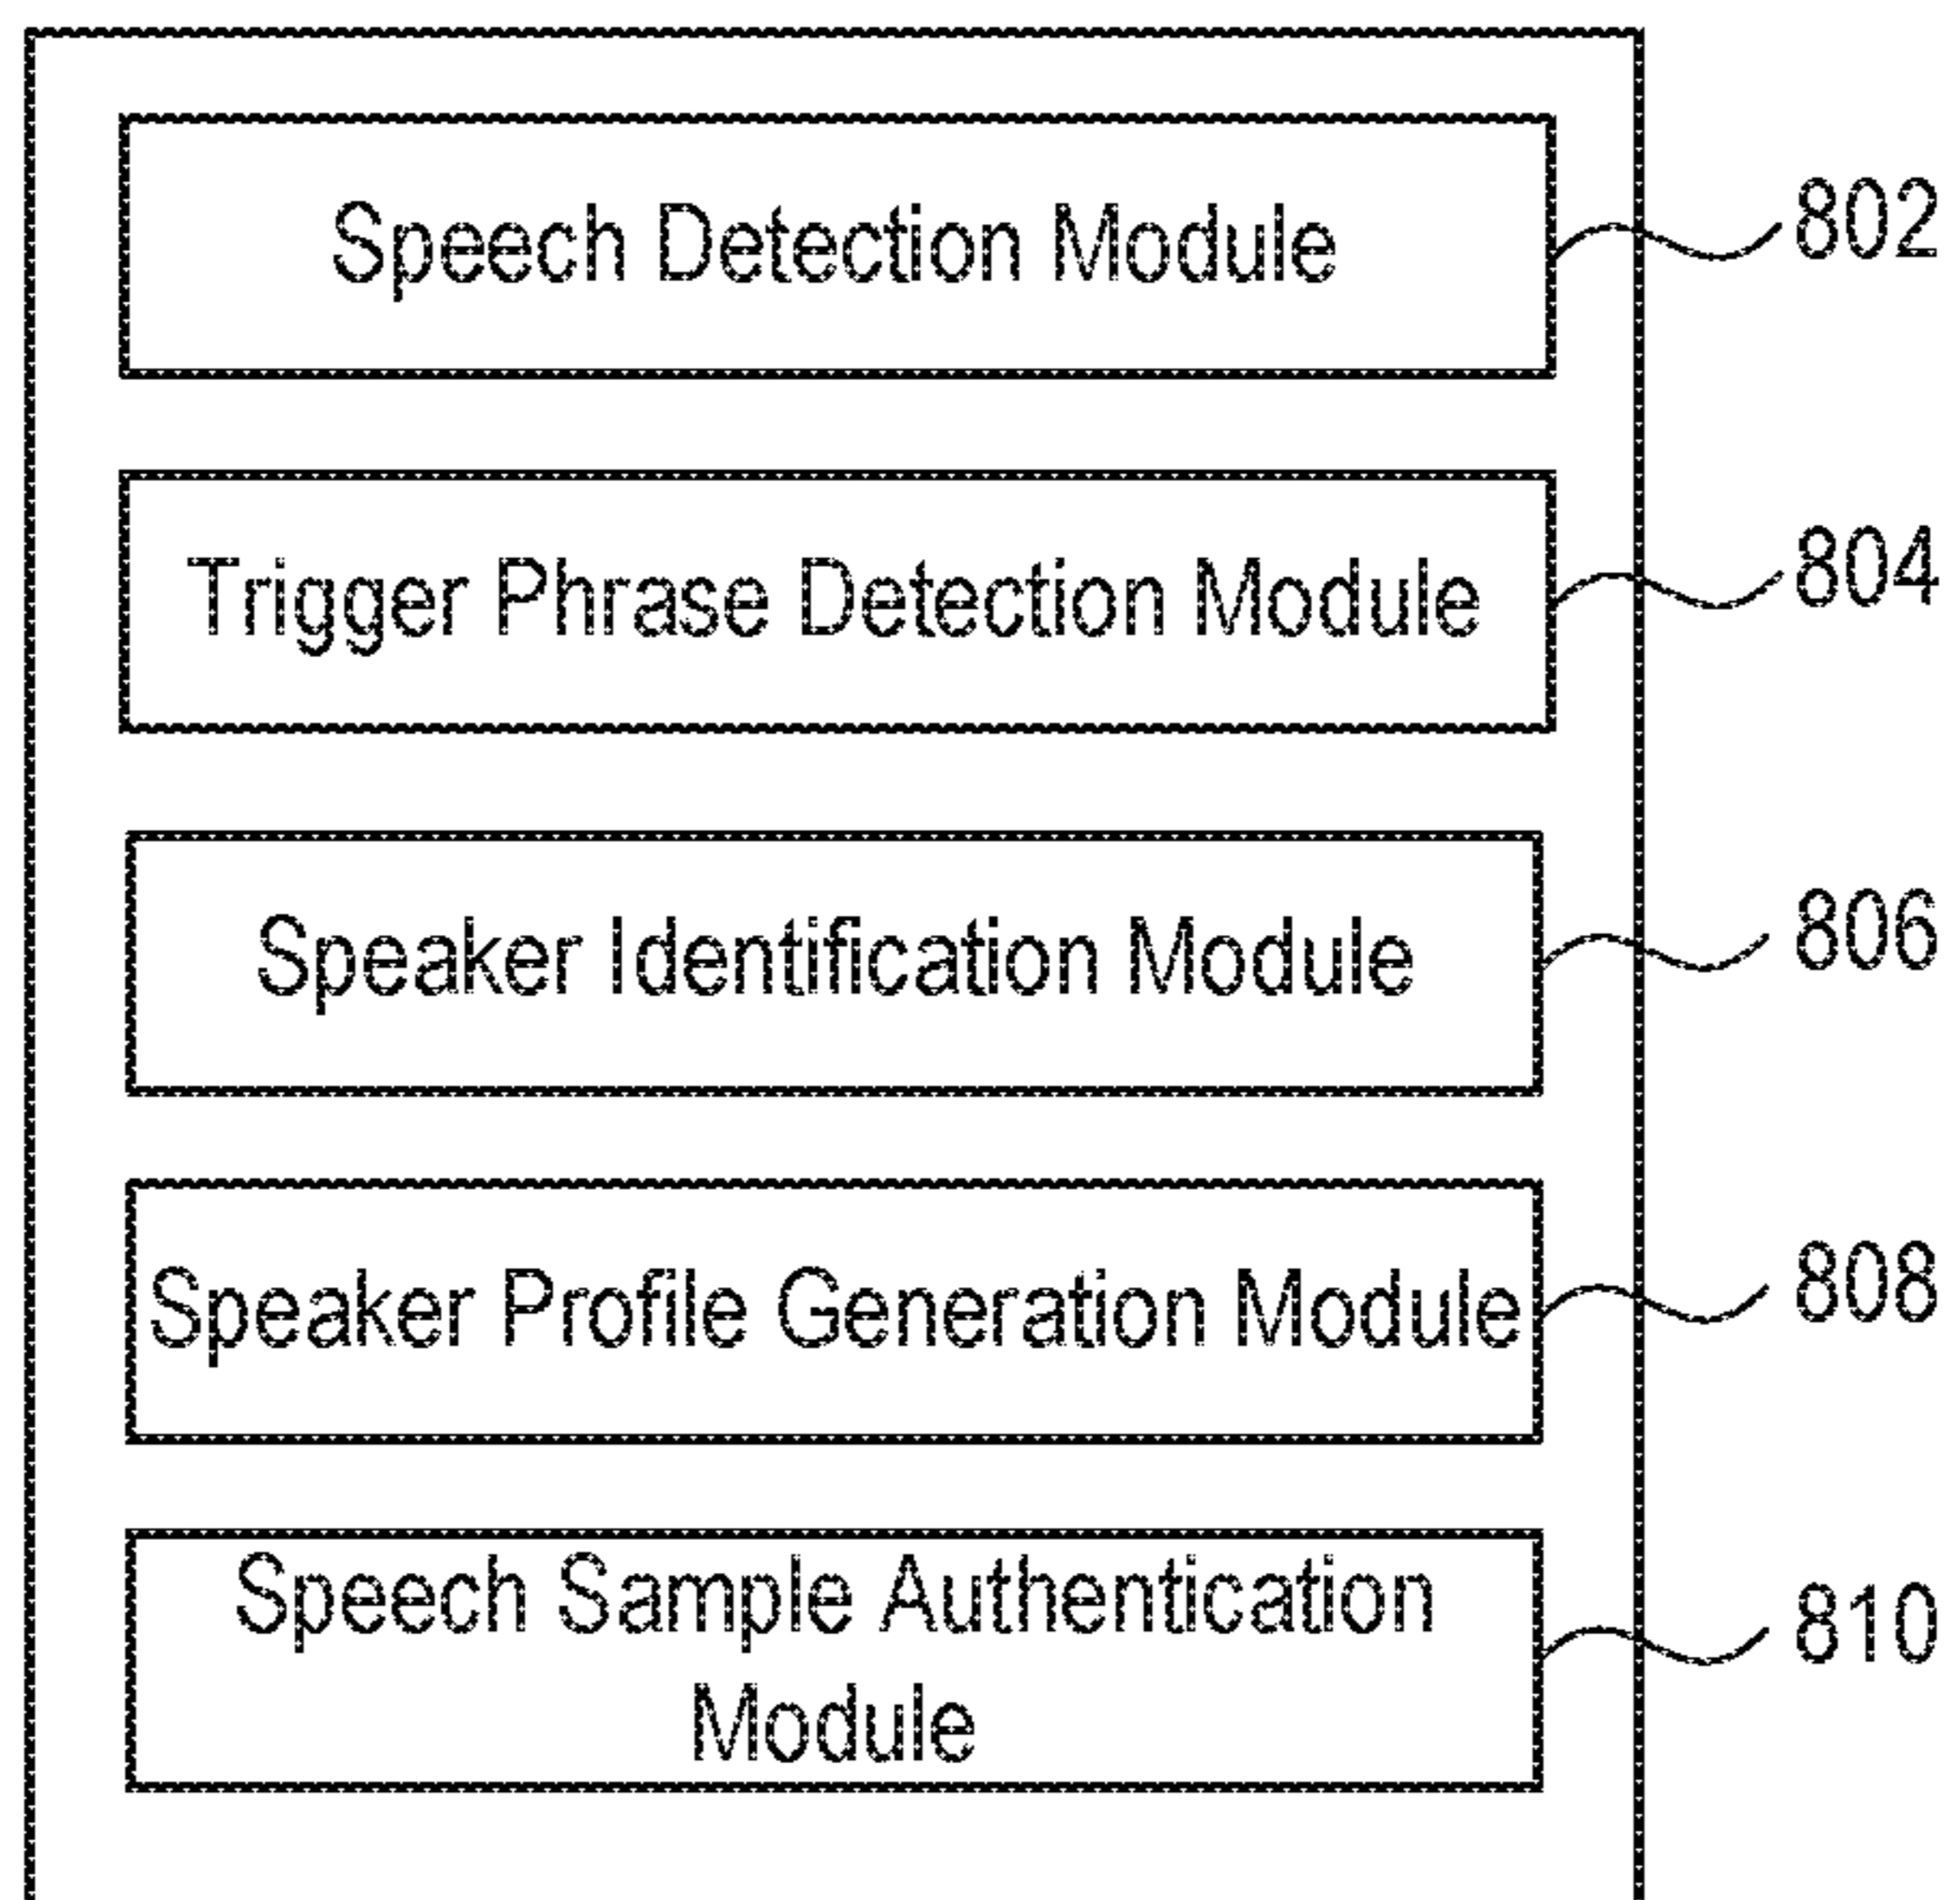 Speech Detection Module 802
Trigger Phrase Detection Module 804
Speaker Identification Module 806
Speaker Profile Generation Module 808
Speech Sample Authentication
Module
810